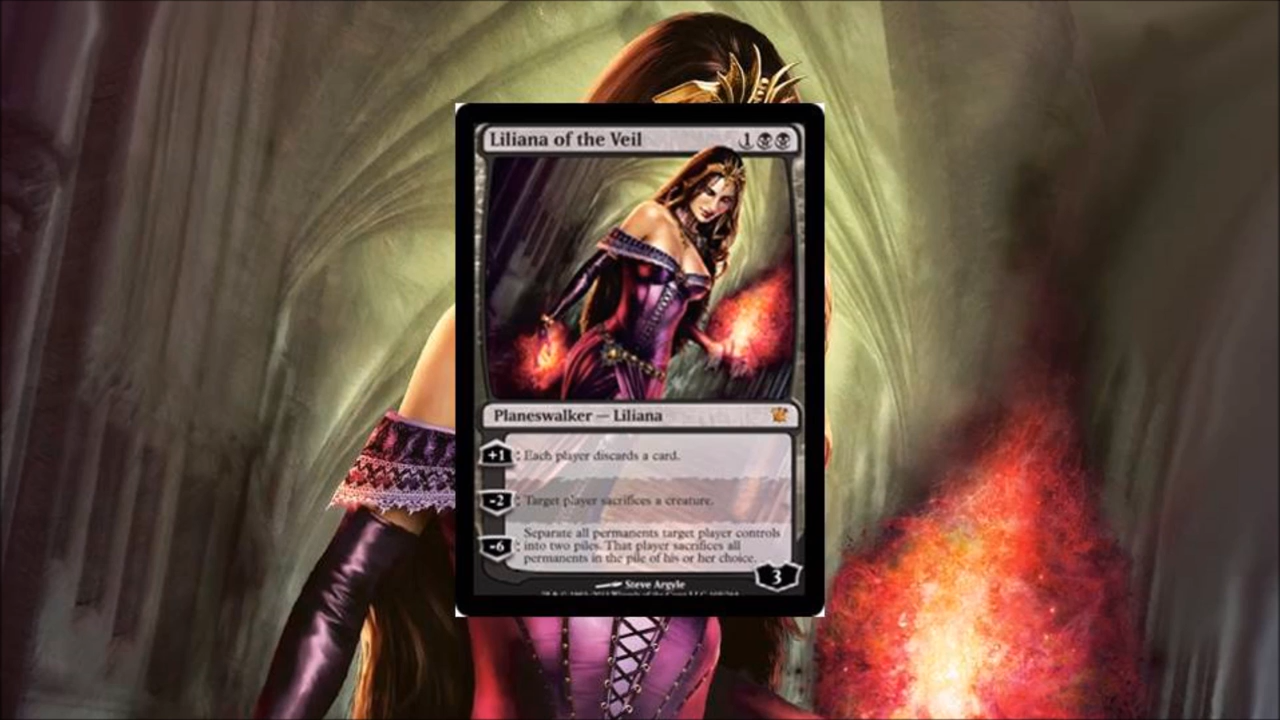 Liliana of the Veil 1
Planeswalker — Liliana
+1 : Each player discards a card.
-2 : Target player sacrifices a creature.
Separate all permanents target player controls
-6 : into two piles. That player sacrifices all
permanents in the pile of his or her choice.
3
Steve Argyle